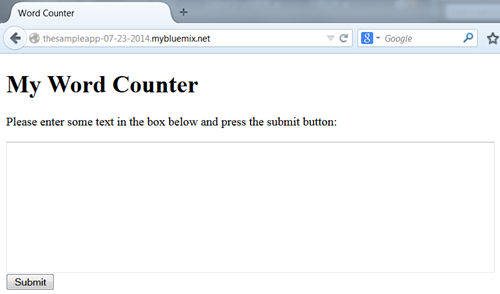 Word Counter
thesampleapp-07-23-2014.mybluemix.net
Google
My Word Counter
Please enter some text in the box below and press the submit button:
Submit